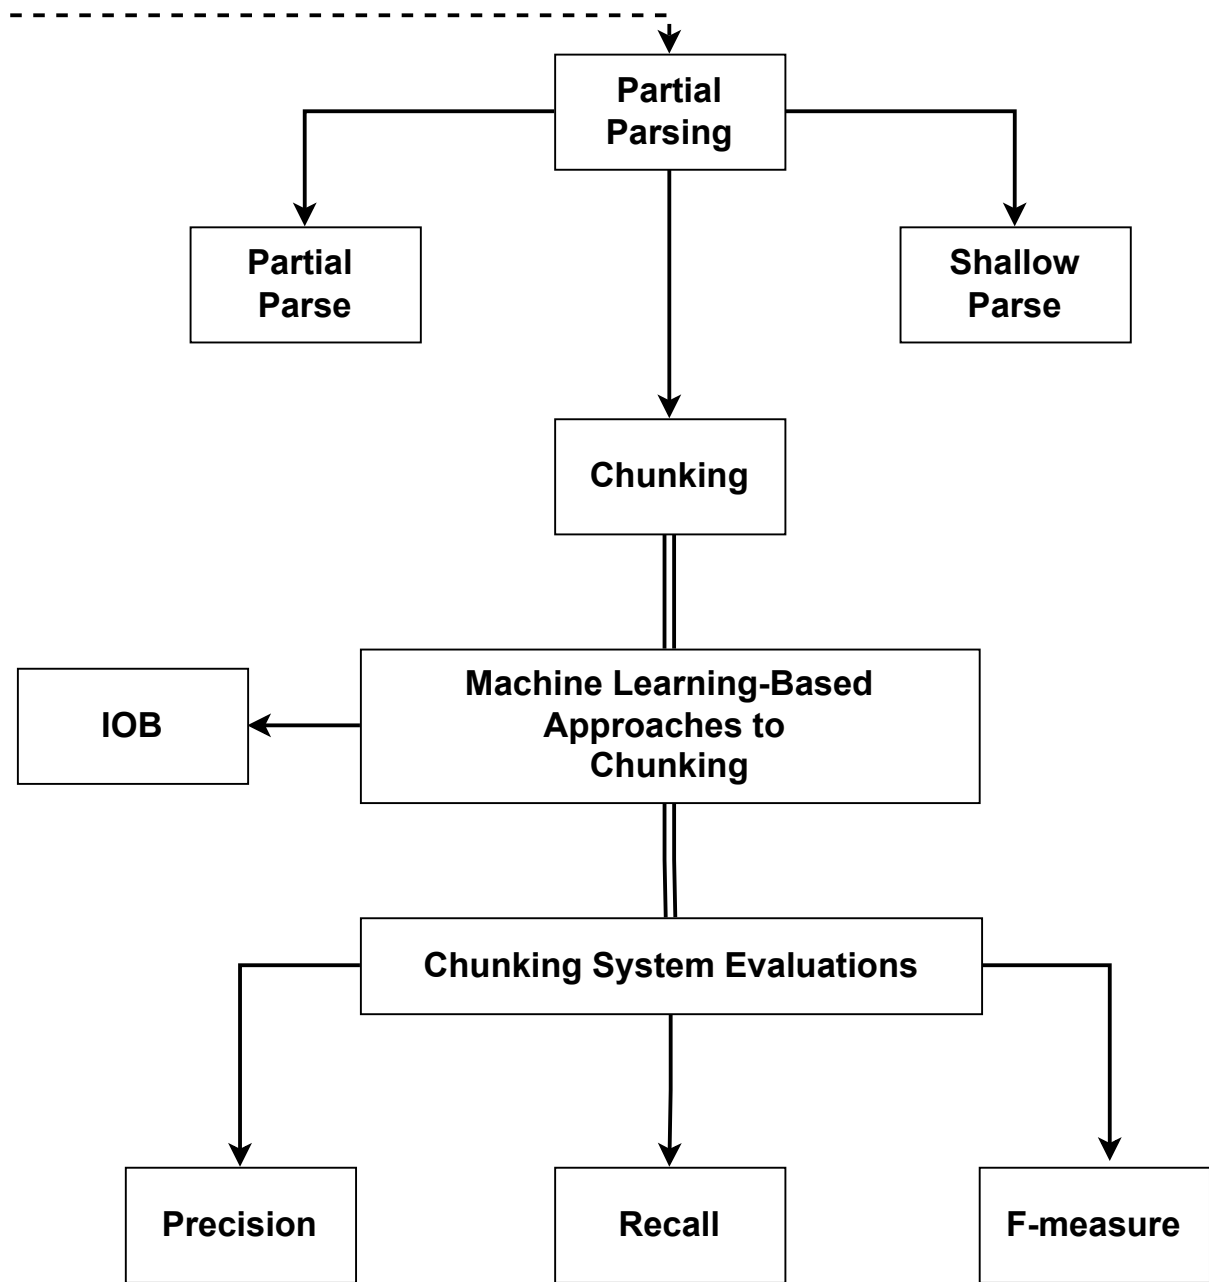 Partial
Parsing
Partial
Parse
Shallow
Parse
Chunking
Machine Learning-Based
Approaches to
Chunking
IOB
Chunking System Evaluations
Precision
Recall
F-measure